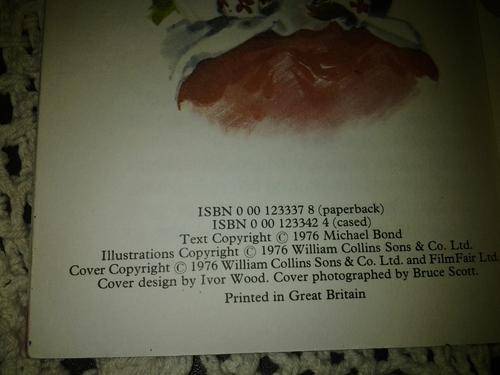 ISBN 0 00 123337 8 (paperback)
ISBN 0 00 123342 4 (cased)
Text Copyright © 1976 Michael Bond
Illustrations Copyright © 1976 William Collins Sons & Co. Ltd.
Cover Copyright © 1976 William Collins Sons & Co. Ltd. and FilmFair Ltd.
Cover design by Ivor Wood. Cover photographed by Bruce Scott.
Printed in Great Britain